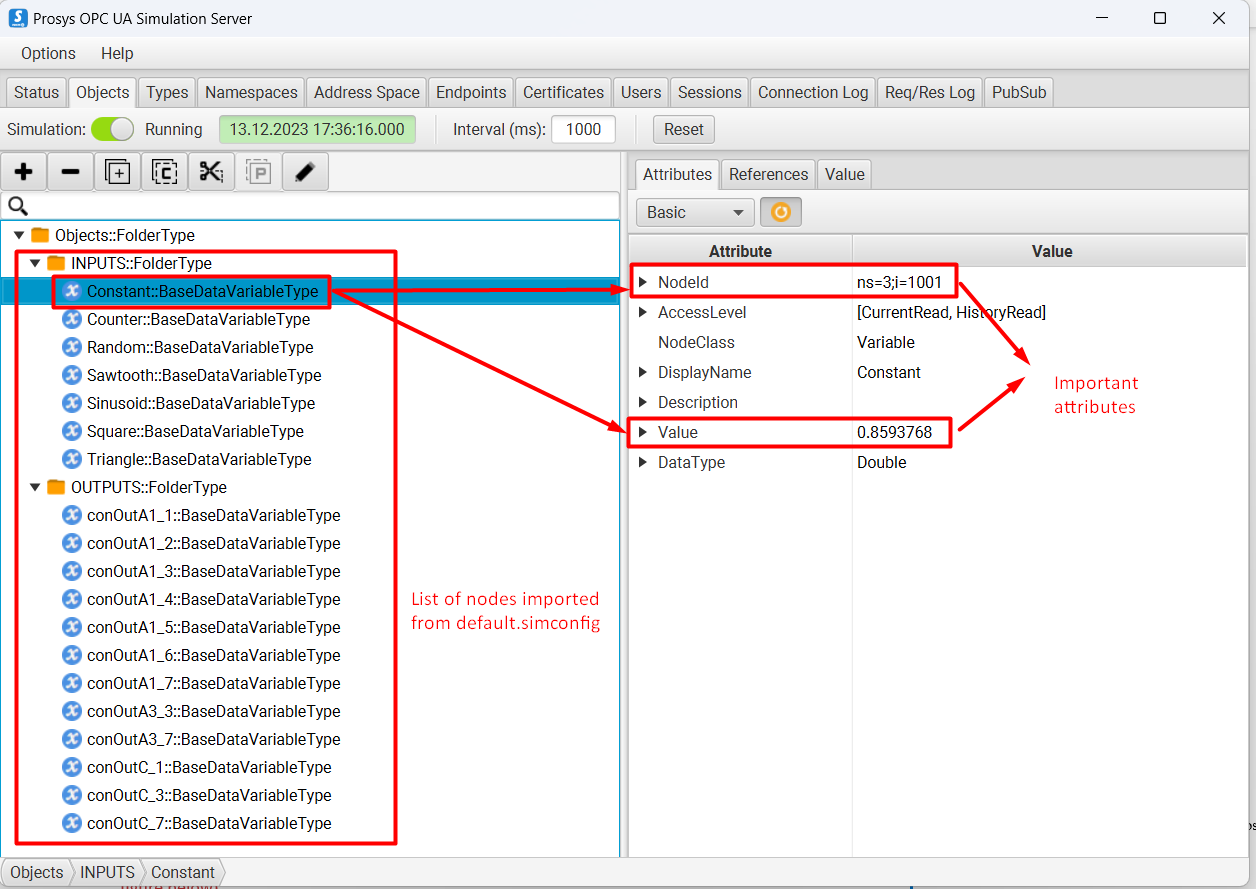 Prosys OPC UA Simulation Server
Options Help
Status Objects Types Namespaces Address Space Endpoints Certificates Users Sessions Connection Log Req/Res Log PubSub
Simulation: Running 13.12.2023 17:36:16.000 Interval (ms): 1000 Reset
Objects::FolderType
INPUTS::FolderType
Constant::BaseDataVariableType
Counter::BaseDataVariableType
Random::BaseDataVariableType
Sawtooth::BaseDataVariableType
Sinusoid::BaseDataVariableType
Square::BaseDataVariableType
Triangle::BaseDataVariableType
OUTPUTS::FolderType
conOutA1_1::BaseDataVariableType
conOutA1_2::BaseDataVariableType
conOutA1_3::BaseDataVariableType
conOutA1_4::BaseDataVariableType
conOutA1_5::BaseDataVariableType
conOutA1_6::BaseDataVariableType
conOutA1_7::BaseDataVariableType
conOutA3_3::BaseDataVariableType
conOutA3_7::BaseDataVariableType
conOutC_1::BaseDataVariableType
conOutC_3::BaseDataVariableType
conOutC_7::BaseDataVariableType
List of nodes imported
from default.simconfig
Attributes References Value
Basic
Attribute Value
NodeId ns=3;i=1001
AccessLevel [CurrentRead, HistoryRead]
NodeClass Variable
DisplayName Constant
Description
Value 0.8593768
DataType Double
Important
attributes
Objects INPUTS Constant